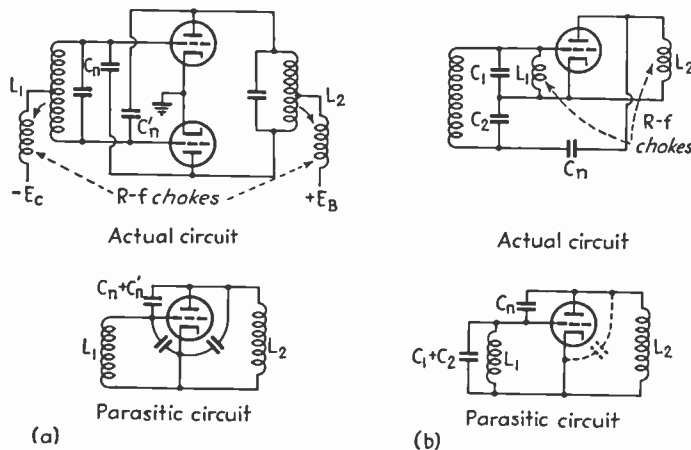 Cn
L1
C'n
L2
-EC
R-f chokes
+EB
Actual circuit
C1
L1
L2
C2
R-f
chokes
Cn
Actual circuit
Cn+C'n
L1
L2
Parasitic circuit
(a)
Cn
C1+C2
L1
L2
Parasitic circuit
(b)